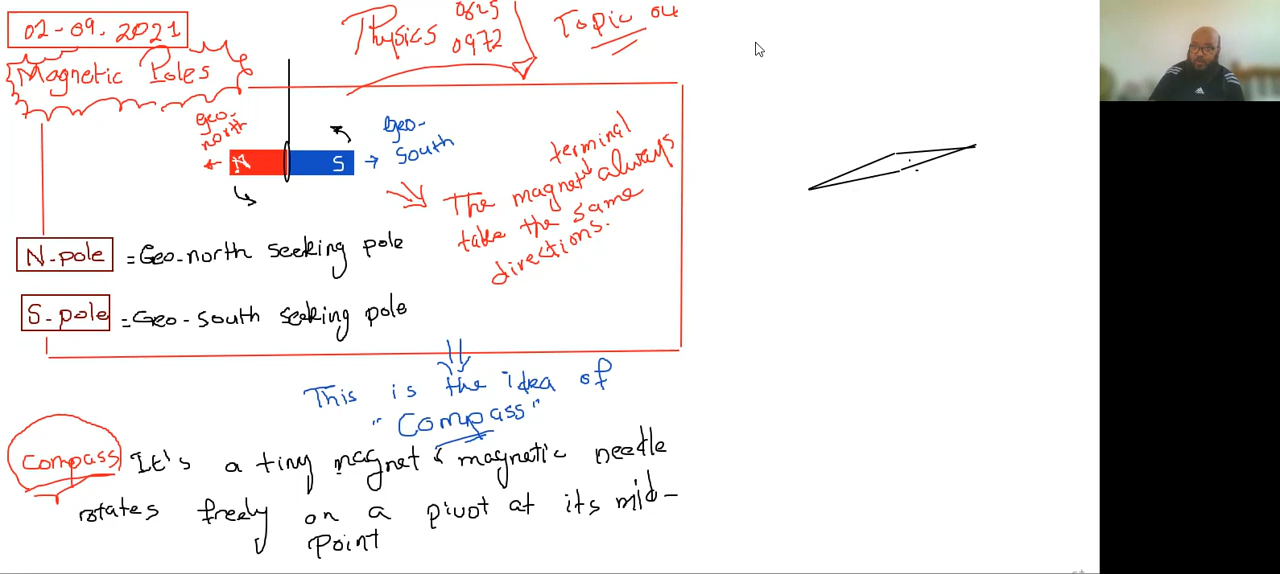 02-09-2021
Physics 0625
0972
Topic
Magnetic Poles
Geo-
north
N
S
Geo-
South
terminal
The magnet always
take the same
directions.
N-pole = Geo-north seeking pole
S-pole = Geo-south seeking pole
This is the idea of
"Compass"
Compass It's a tiny magnet magnetic needle
rotates freely on a pivot at its mid-
point